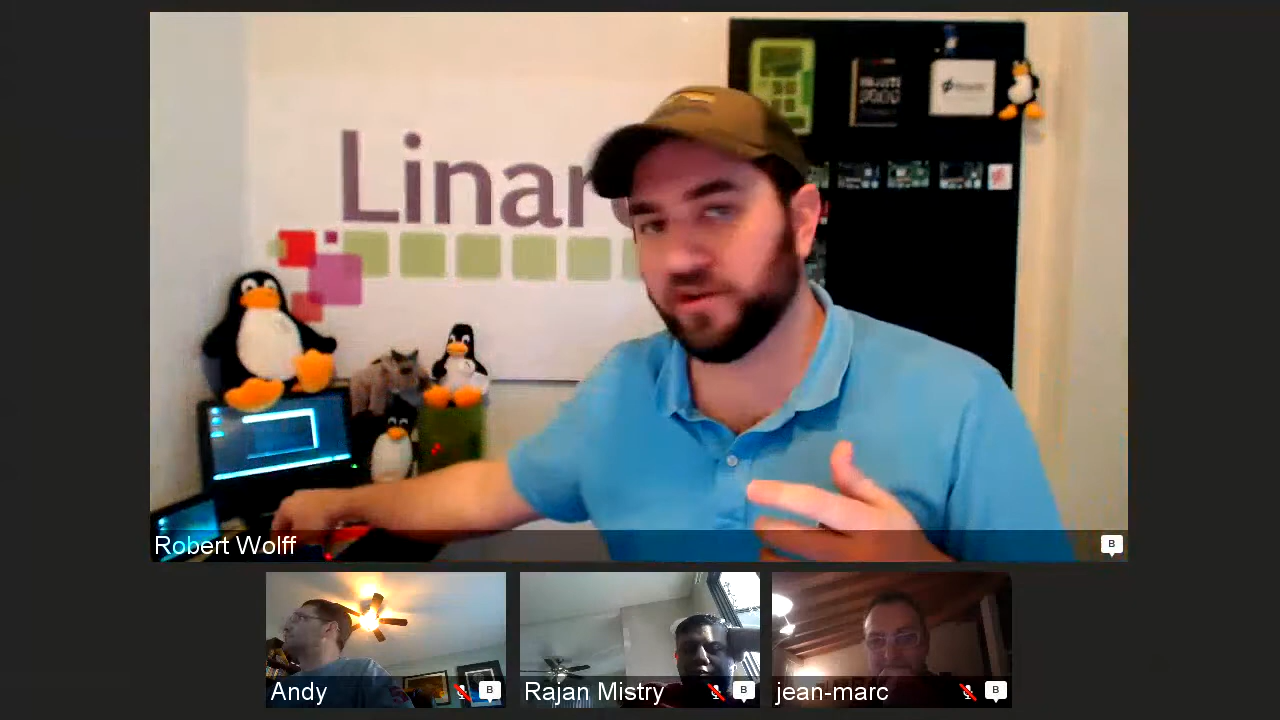 Linar
Robert Wolff
B
Andy
B
Rajan Mistry
B
jean-marc
B